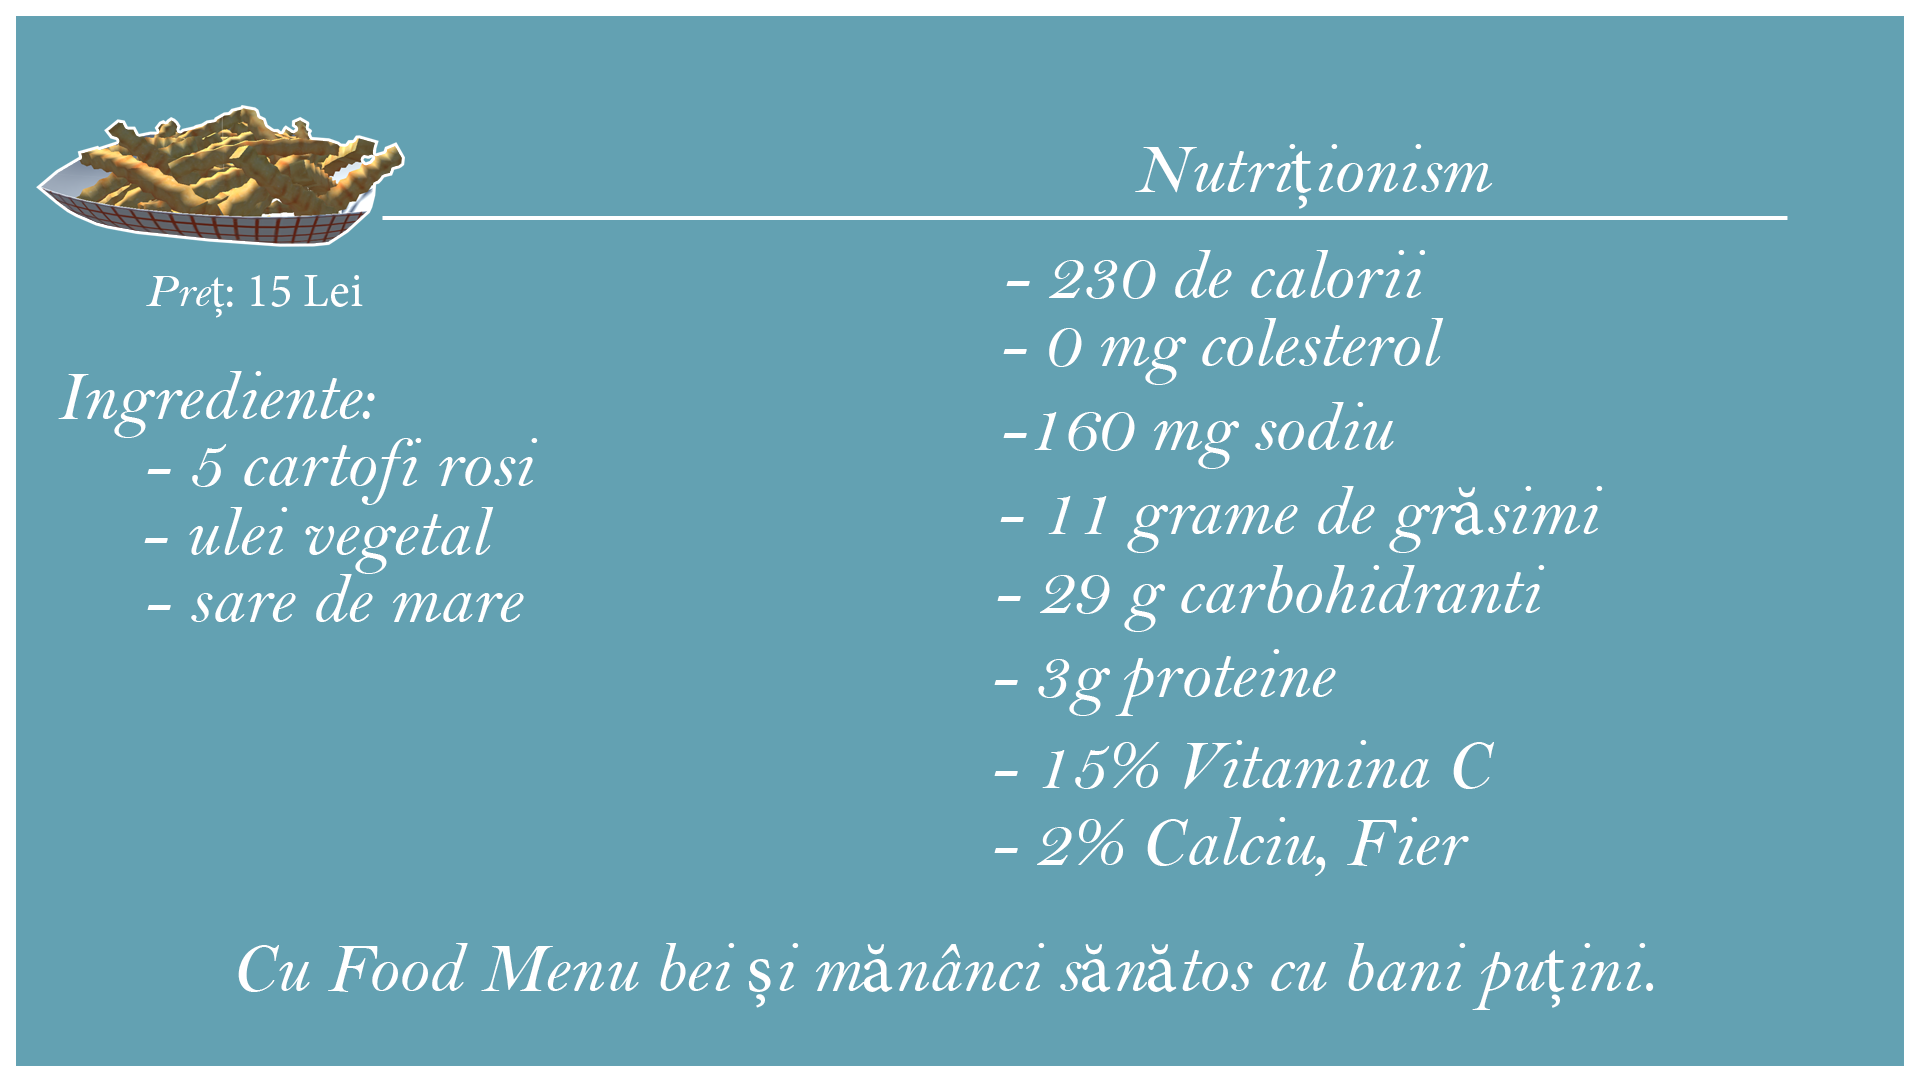 Nutriționism
Preț: 15 Lei
Ingrediente:
- 5 cartofi rosi
- ulei vegetal
- sare de mare
- 230 de calorii
- 0 mg colesterol
-160 mg sodiu
- 11 grame de grăsimi
- 29 g carbohidranti
- 3g proteine
- 15% Vitamina C
- 2% Calciu, Fier
Cu Food Menu bei și mănânci sănătos cu bani puțini.